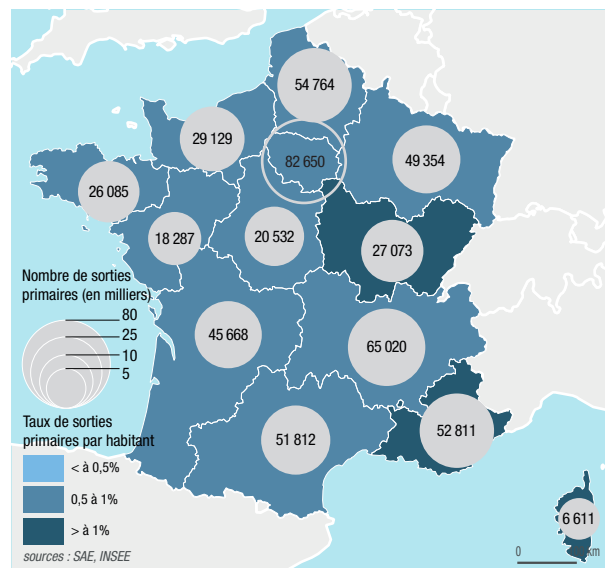 54 764
29 129
82 650
49 354
26 085
18 287
20 532
27 073
Nombre de sorties
primaires (en milliers)
80
25
10
5
45 668
65 020
Taux de sorties
primaires par habitant
51 812
52 811
< à 0,5%
0,5 à 1%
> à 1%
6 611
sources : SAE, INSEE
0 km